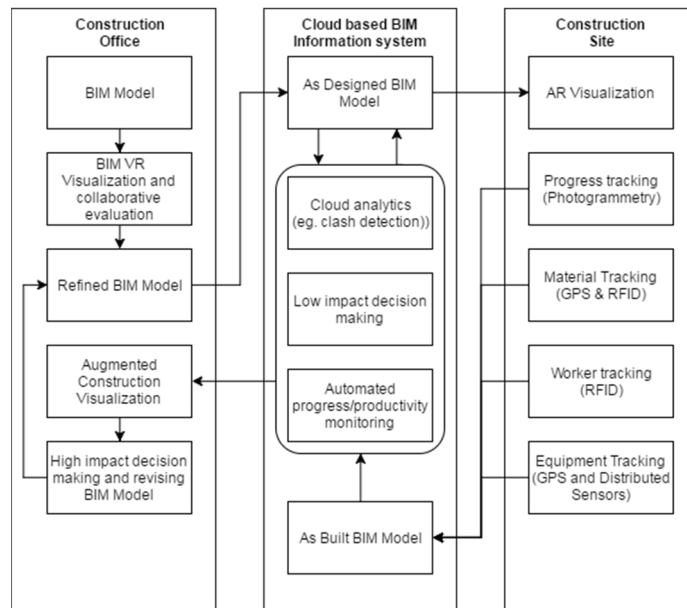 Construction
Office
BIM Model
BIM VR
Visualization and
collaborative
evaluation
Refined BIM Model
Augmented
Construction
Visualization
High impact decision
making and revising
BIM Model
Cloud based BIM
Information system
As Designed BIM
Model
Cloud analytics
(eg. clash detection))
Low impact decision
making
Automated
progress/productivity
monitoring
As Built BIM Model
Construction
Site
AR Visualization
Progress tracking
(Photogrammetry)
Material Tracking
(GPS & RFID)
Worker tracking
(RFID)
Equipment Tracking
(GPS and Distributed
Sensors)